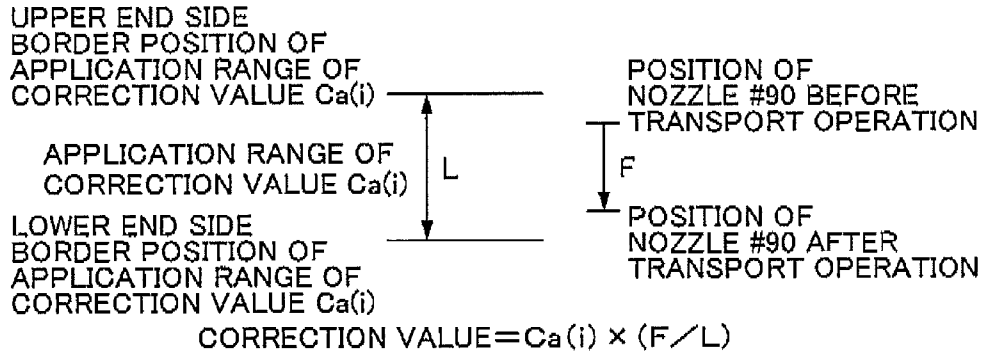 UPPER END SIDE
BORDER POSITION OF
APPLICATION RANGE OF
CORRECTION VALUE Ca(i)
APPLICATION RANGE OF
CORRECTION VALUE Ca(i)
L
LOWER END SIDE
BORDER POSITION OF
APPLICATION RANGE OF
CORRECTION VALUE Ca(i)
POSITION OF
NOZZLE #90 BEFORE
TRANSPORT OPERATION
F
POSITION OF
NOZZLE #90 AFTER
TRANSPORT OPERATION
CORRECTION VALUE=Ca(i) × (F/L)